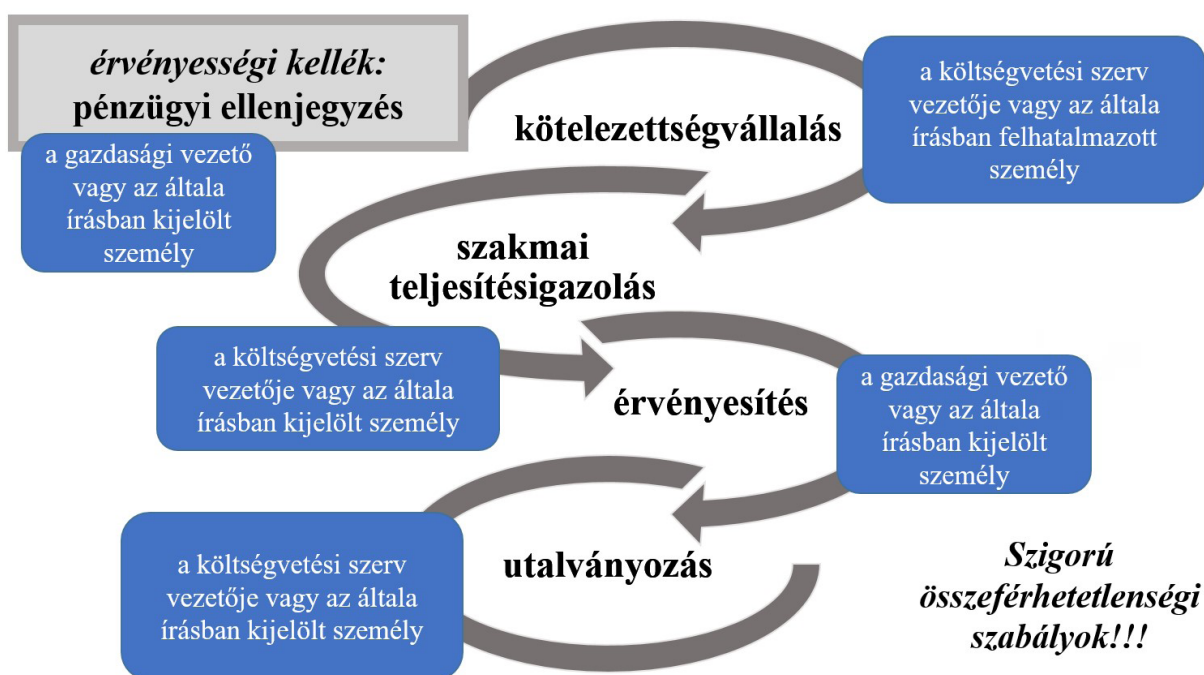 érvényességi kellék:
pénzügyi ellenjegyzés
a gazdasági vezető
vagy az általa
írásban kijelölt
személy
kötelezettségvállalás
a költségvetési szerv
vezetője vagy az általa
írásban felhatalmazott
személy
szakmai
teljesítésigazolás
a költségvetési szerv
vezetője vagy az általa
írásban kijelölt személy
érvényesítés
a gazdasági vezető
vagy az általa
írásban kijelölt
személy
utalványozás
a költségvetési szerv
vezetője vagy az általa
írásban kijelölt személy
Szigorú
összeférhetetlenségi
szabályok!!!